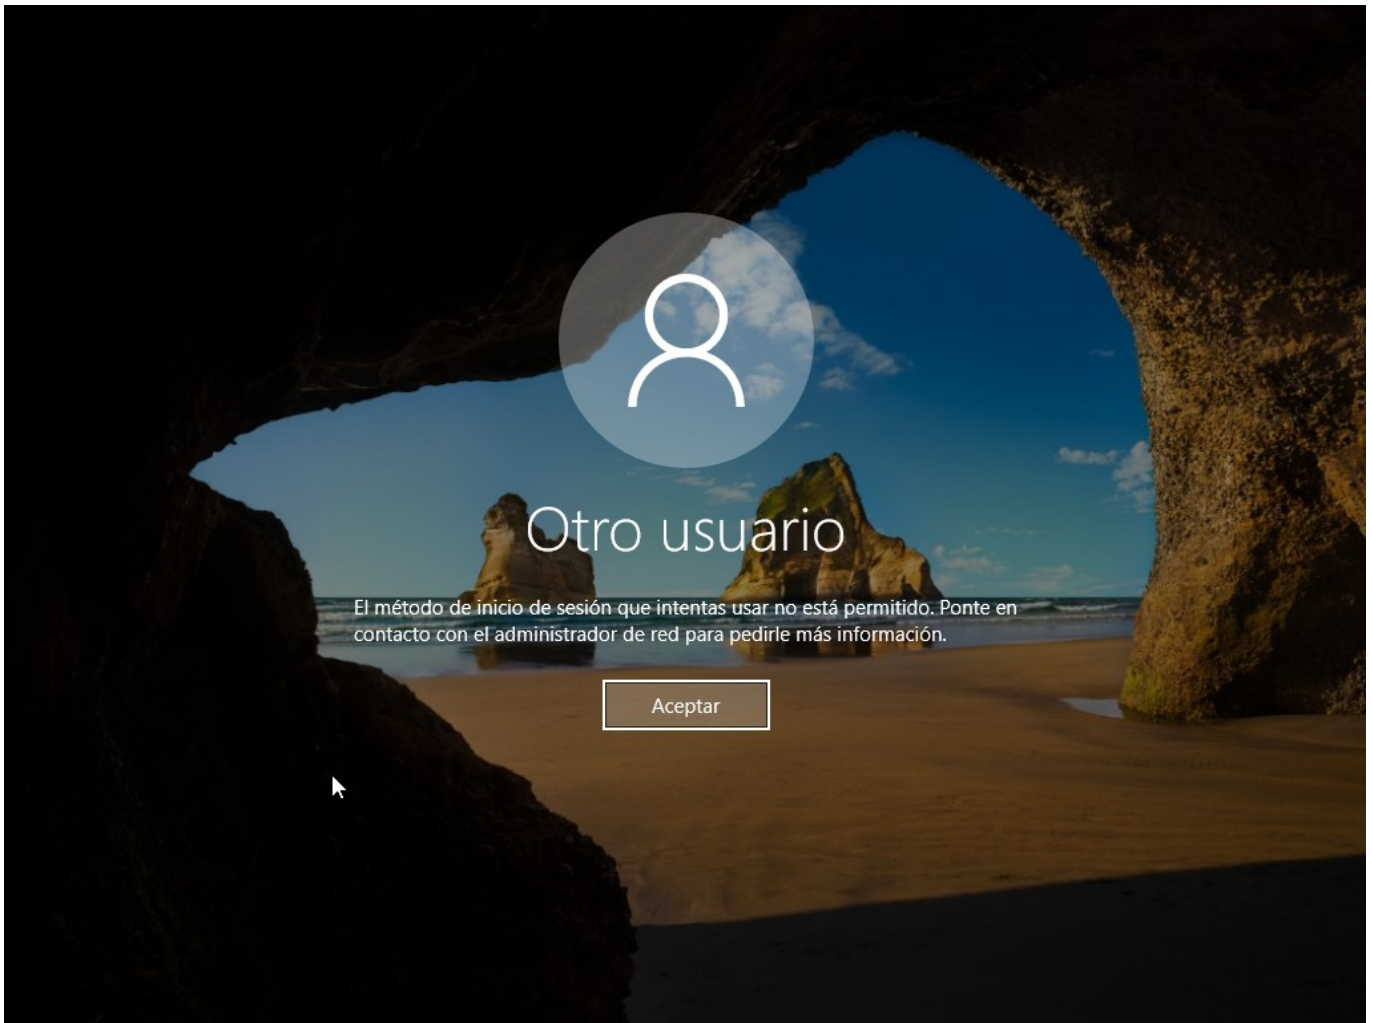 Otro usuario
El método de inicio de sesión que intentas usar no está permitido. Ponte en
contacto con el administrador de red para pedirle más información.
Aceptar